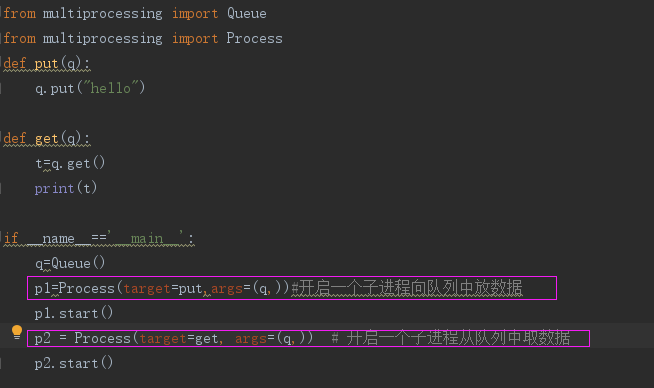 from multiprocessing import Queue
from multiprocessing import Process
def put(q):
    q.put("hello")
def get(q):
    t=q.get()
    print(t)
if __name__=='__main__':
    q=Queue()
    p1=Process(target=put,args=(q,))#开启一个子进程向队列中放数据
    p1.start()
    p2 = Process(target=get, args=(q,))  # 开启一个子进程从队列中取数据
    p2.start()